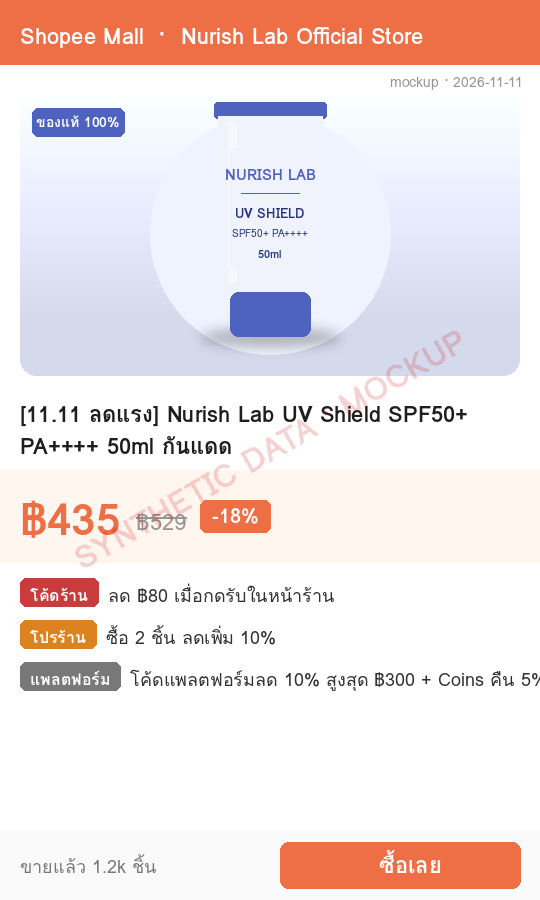 Shopee Mall · Nurish Lab Official Store
mockup · 2026-11-11
ของแท้ 100%
NURISH LAB
UV SHIELD
SPF50+ PA++++
50ml
[11.11 ลดแรง] Nurish Lab UV Shield SPF50+
PA++++ 50ml กันแดด
SYNTHETIC DATA · MOCKUP
฿435 ฿529 -18%
โค้ดร้าน ลด ฿80 เมื่อกดรับในหน้าร้าน
โปรร้าน ซื้อ 2 ชิ้น ลดเพิ่ม 10%
แพลตฟอร์ม โค้ดแพลตฟอร์มลด 10% สูงสุด ฿300 + Coins คืน 5%
ขายแล้ว 1.2k ชิ้น
ซื้อเลย